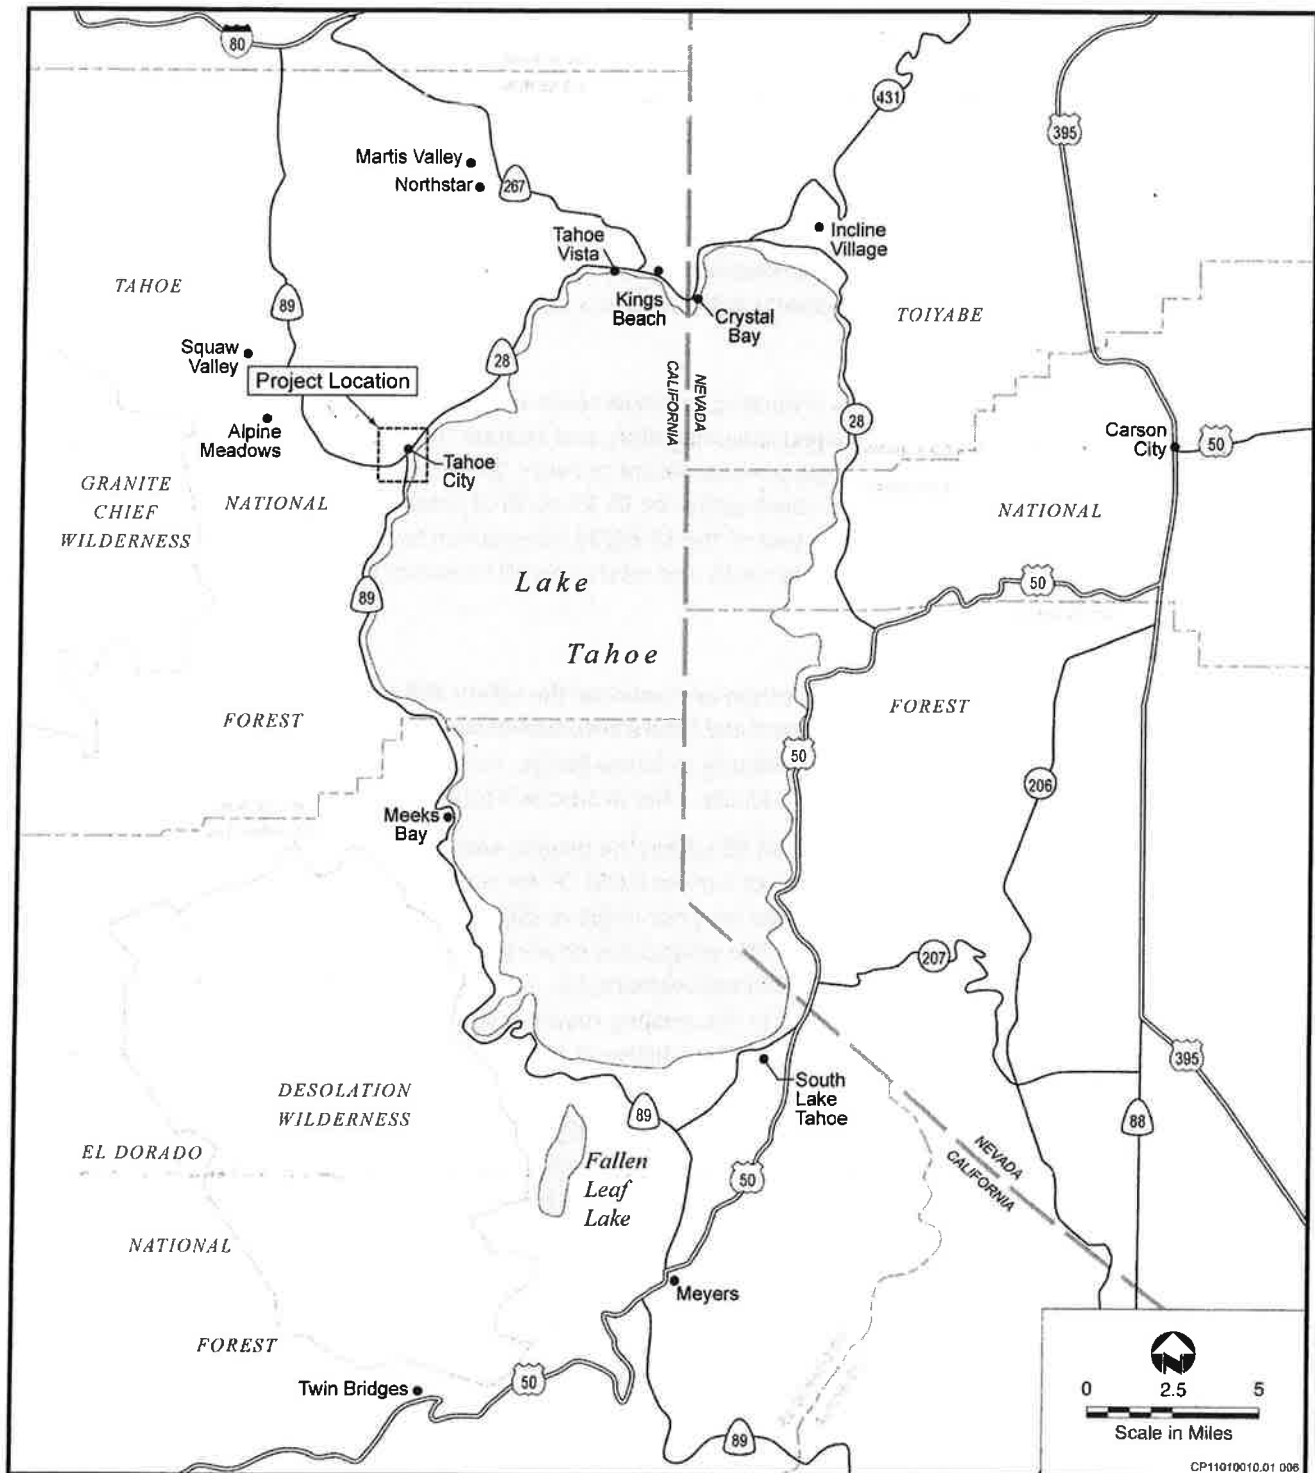 80
431
395
Martis Valley
Northstar
267
Incline
Village
Tahoe
Vista
TAHOE
89
Kings
Beach
Crystal
Bay
TOIYABE
Squaw
Valley
28
NEVADA
CALIFORNIA
Project Location
28
Alpine
Meadows
Carson
City
50
Tahoe
City
GRANITE
CHIEF
WILDERNESS
NATIONAL
NATIONAL
Lake
Tahoe
89
50
FOREST
FOREST
50
206
Meeks
Bay
207
395
South
Lake
Tahoe
DESOLATION
WILDERNESS
89
88
EL DORADO
Fallen
Leaf
Lake
50
NEVADA
CALIFORNIA
NATIONAL
Meyers
FOREST
Twin Bridges
50
89
N
0 2.5 5
Scale in Miles
CP11010010.01 006